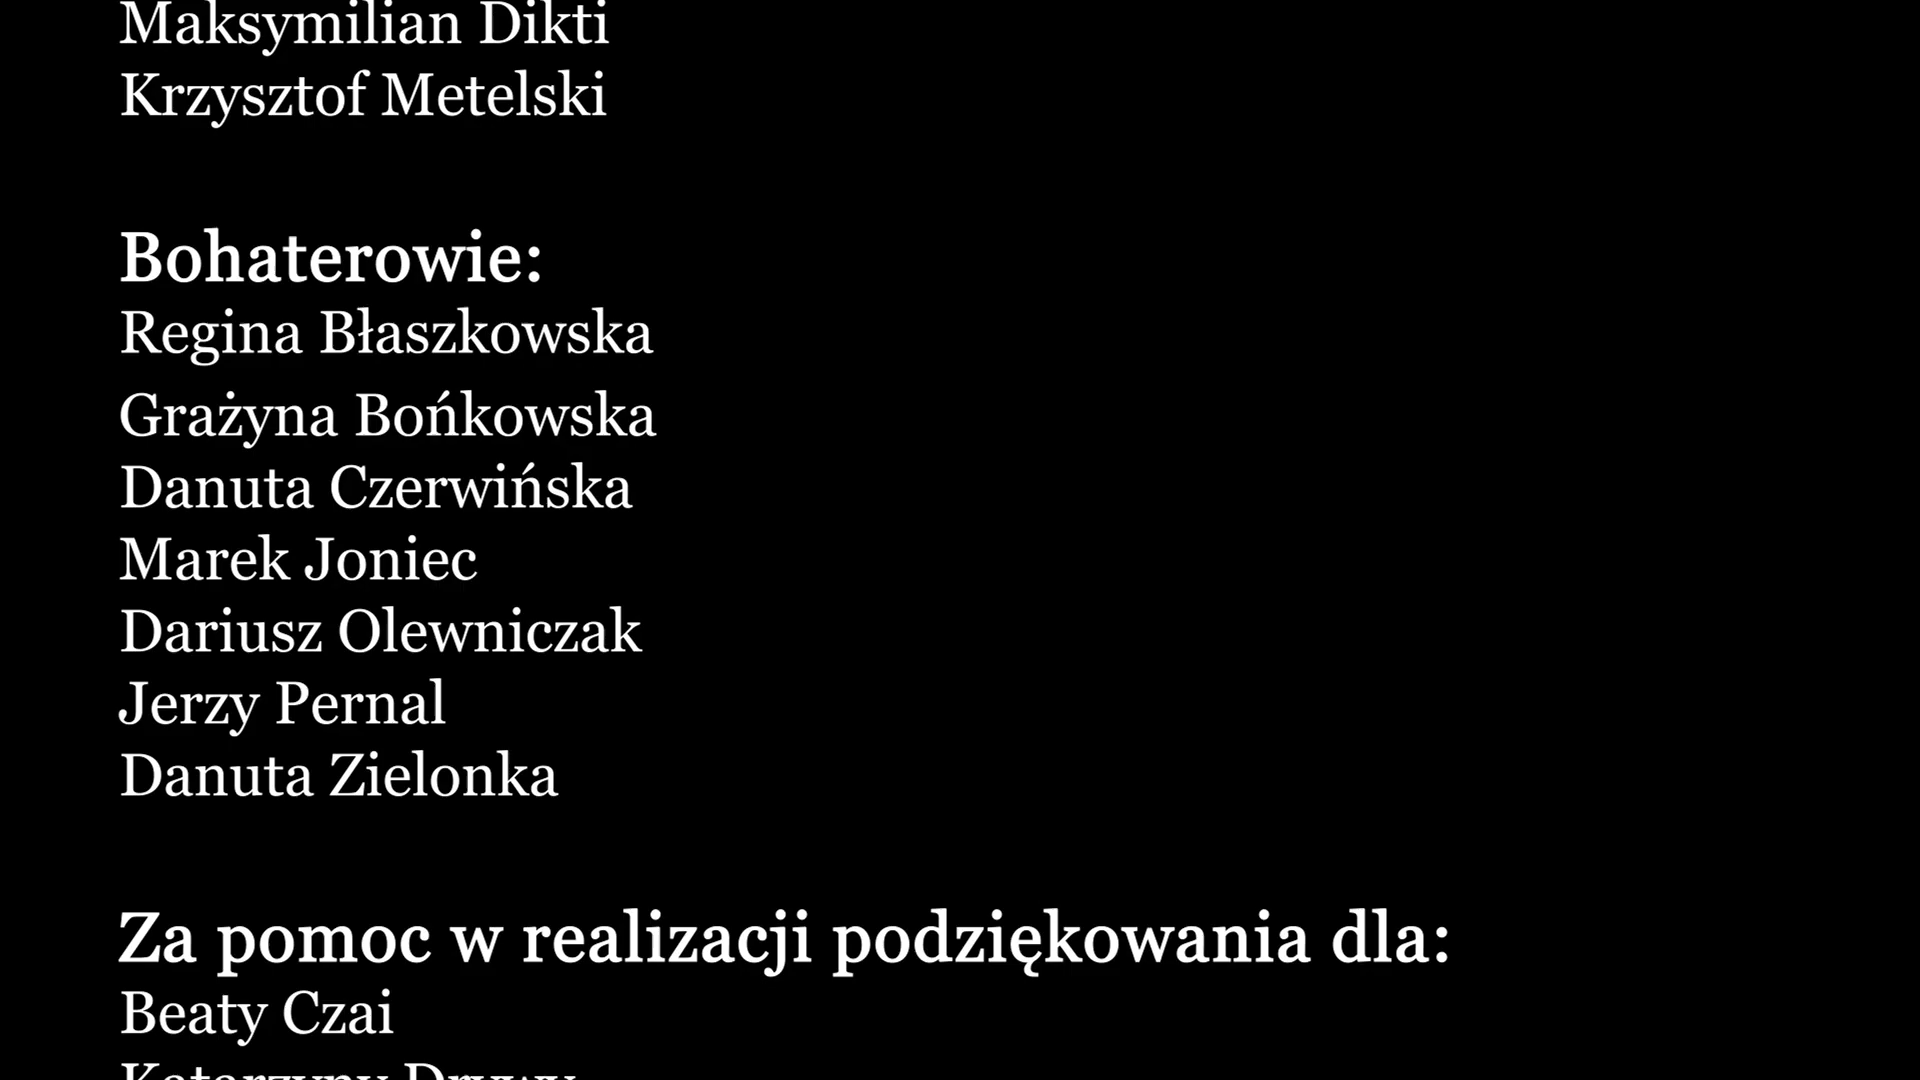 Maksymilian Dikti
Krzysztof Metelski
Bohaterowie:
Regina Błaszkowska
Grażyna Bońkowska
Danuta Czerwińska
Marek Joniec
Dariusz Olewniczak
Jerzy Pernal
Danuta Zielonka
Za pomoc w realizacji podziękowania dla:
Beaty Czai
Katarzyny